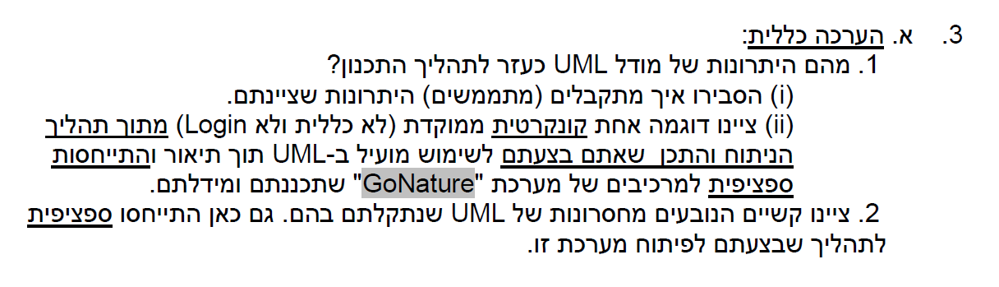 3. א. הערכה כללית:
1. מהם היתרונות של מודל UML כעזר לתהליך התכנון?
(i) הסבירו איך מתקבלים (מתממשים) היתרונות שציינתם.
(ii) ציינו דוגמה אחת קונקרטית ממוקדת (לא כללית ולא Login) מתוך תהליך
הניתוח והתכן שאתם בצעתם לשימוש מועיל ב-UML תוך תיאור והתייחסות
ספציפית למרכיבים של מערכת "GoNature" שתכננתם ומידלתם.
2. ציינו קשיים הנובעים מחסרונות של UML שנתקלתם בהם. גם כאן התייחסו ספציפית
לתהליך שבצעתם לפיתוח מערכת זו.